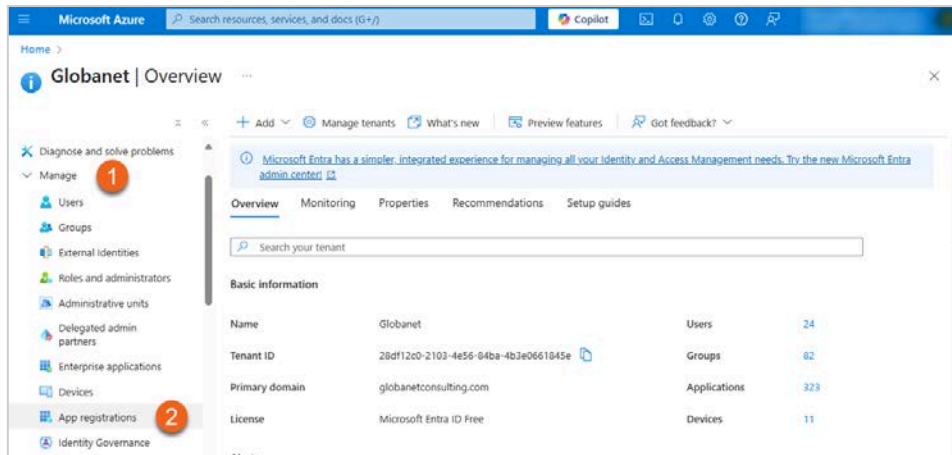 Microsoft Azure
Search resources, services, and docs (G+/)
Copilot
Home >
Globanet | Overview ...
+ Add
Manage tenants
What's new
Preview features
Got feedback?
Diagnose and solve problems
Manage
1
Users
Groups
External Identities
Roles and administrators
Administrative units
Delegated admin
partners
Enterprise applications
Devices
App registrations
2
Identity Governance
Microsoft Entra has a simpler, integrated experience for managing all your Identity and Access Management needs. Try the new Microsoft Entra
admin center!
Overview Monitoring Properties Recommendations Setup guides
Search your tenant
Basic information
Name Globanet Users 24
Tenant ID 28df12c0-2103-4e56-84ba-4b3e0661845e Groups 82
Primary domain globanetconsulting.com Applications 323
License Microsoft Entra ID Free Devices 11